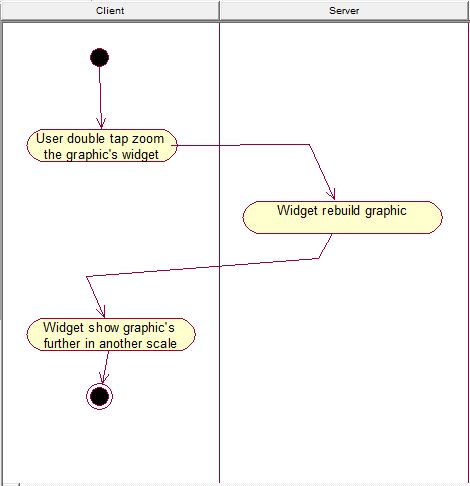 Client
Server
User double tap zoom
the graphic's widget
Widget rebuild graphic
Widget show graphic's
further in another scale